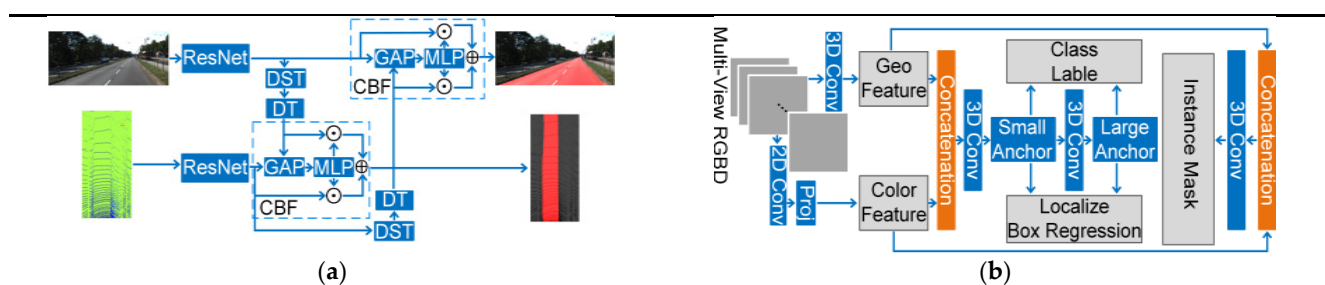 ResNet
DST
DT
GAP
MLP
CBF
ResNet
GAP
MLP
CBF
DT
DST
(a)
Multi-View RGBD
3D Conv
2D Conv
Proj
Geo
Feature
Color
Feature
Concatenation
3D Conv
Small
Anchor
3D Conv
Large
Anchor
Class
Lable
Localize
Box Regression
Instance Mask
3D Conv
Concatenation
(b)